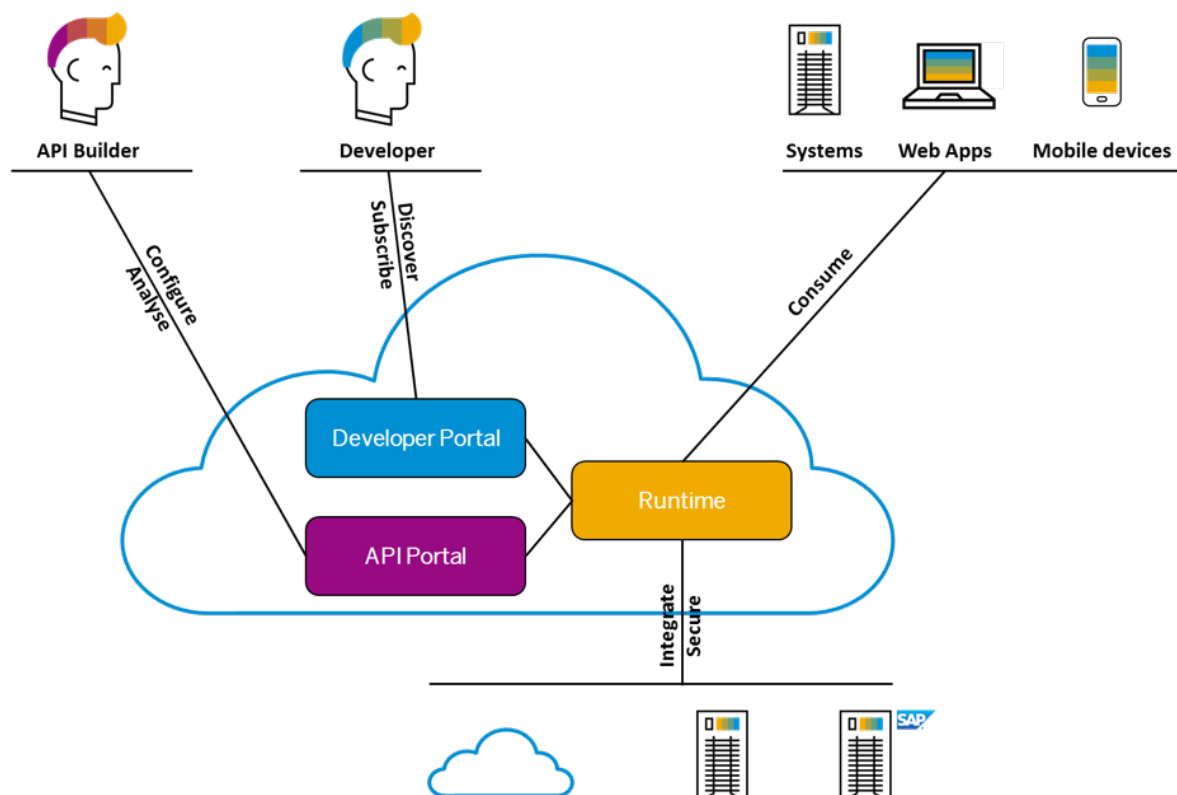 API Builder
Developer
Systems
Web Apps
Mobile devices
Configure
Analyse
Discover
Subscribe
Consume
Developer Portal
Runtime
API Portal
Integrate
Secure
SAP